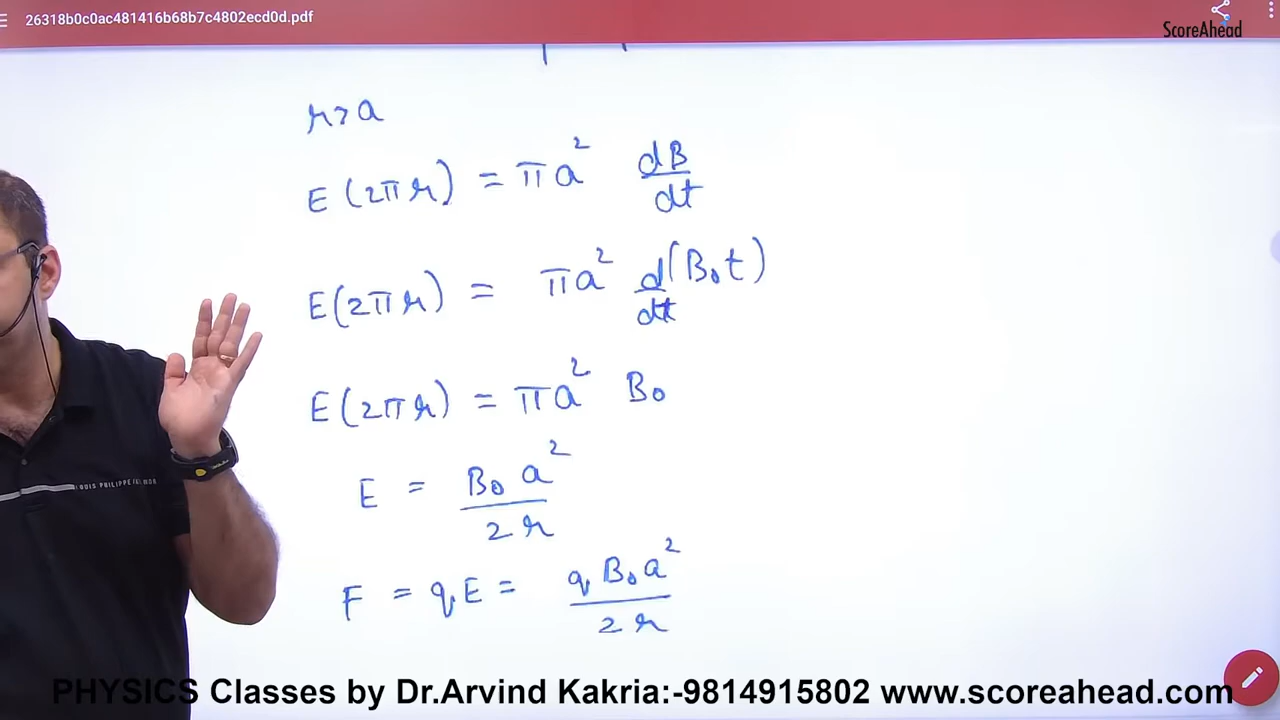 26318b0c0ac481416b68b7c4802ecd0d.pdf
ScoreAhead
r > a
E (2πr) = πa² dB/dt
E (2πr) = πa² d/dt (B₀t)
E (2πr) = πa² B₀
E = B₀a²/2r
F = qE = qB₀a²/2r
PHYSICS Classes by Dr.Arvind Kakria:-9814915802 www.scoreahead.com